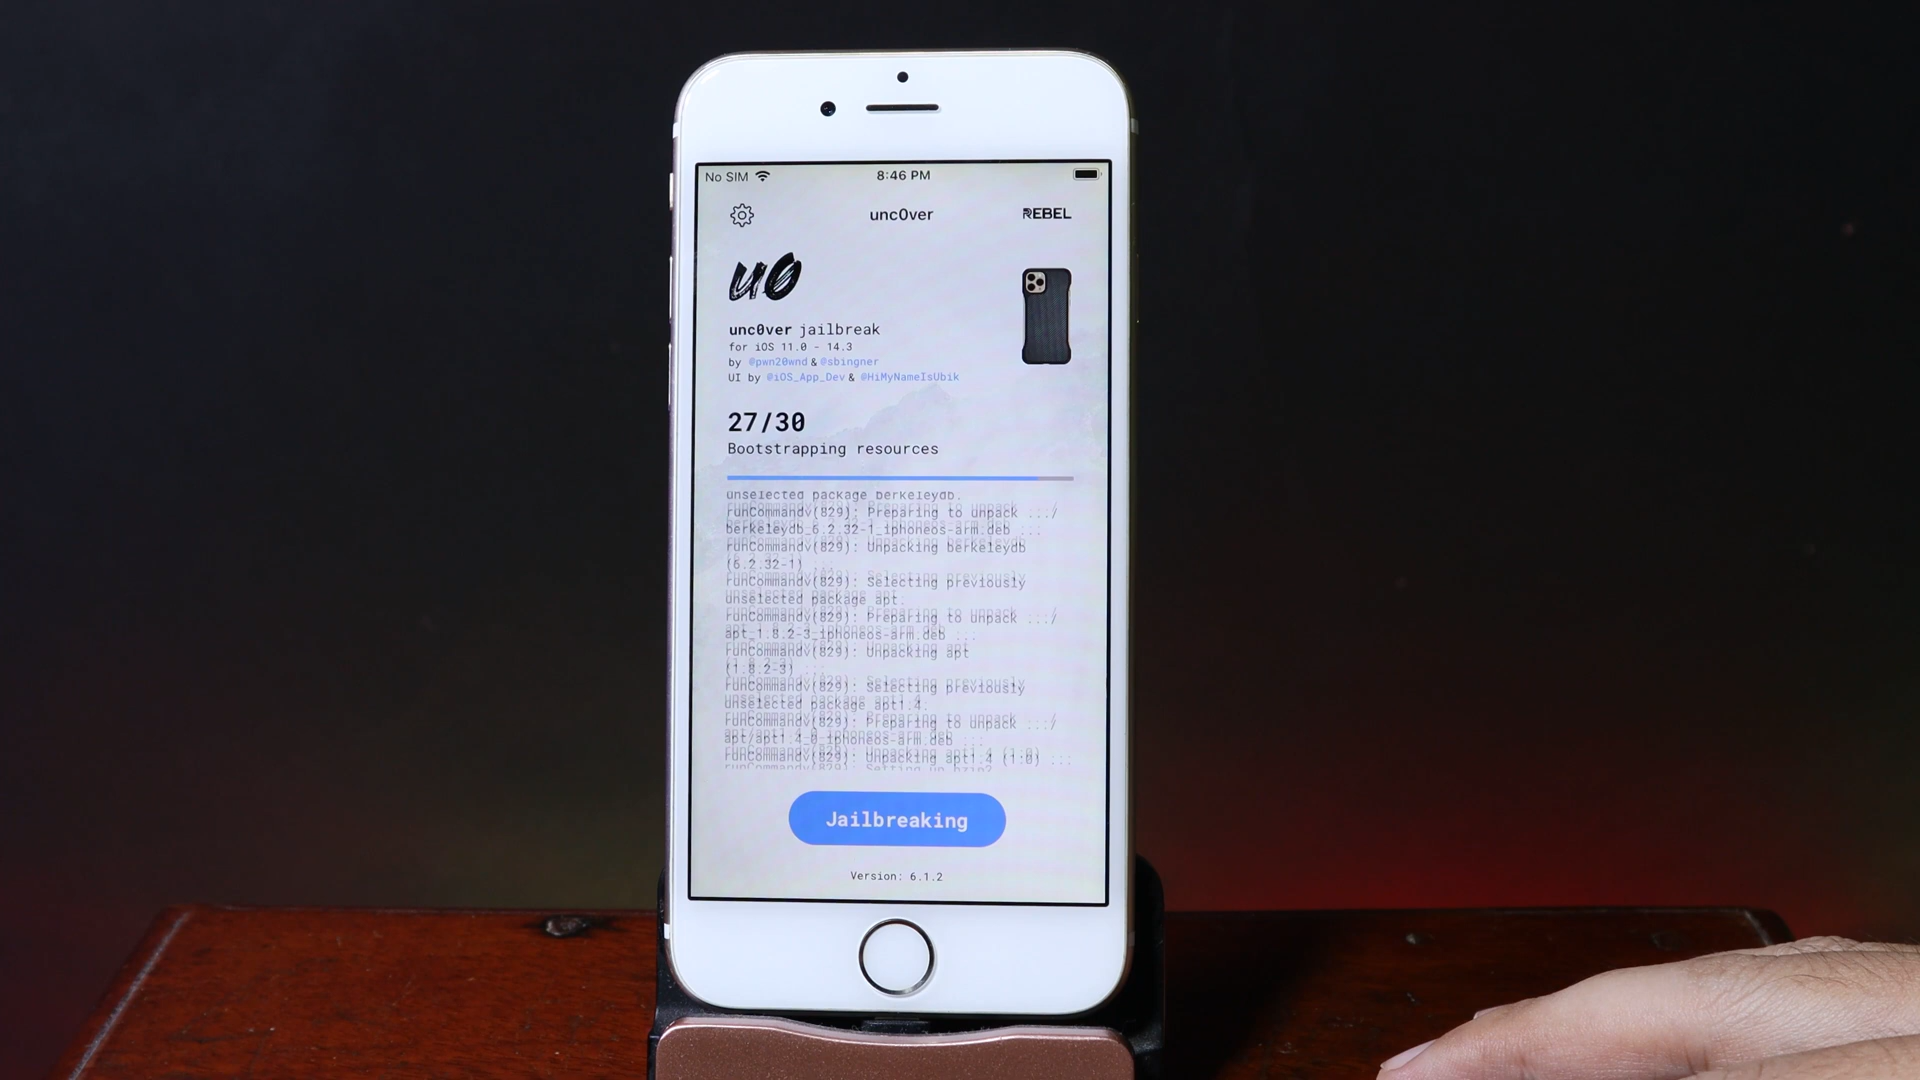 No SIM 8:46 PM
unc0ver REBEL
u0
unc0ver jailbreak
for iOS 11.0 - 14.3
by @pwn20wnd & @sbingner
UI by @iOS_App_Dev & @HiMyNameIsUbik
27/30
Bootstrapping resources
unselected package berkeleydb.
runCommandv(829): Preparing to unpack .../
berkeleydb_6.2.32-1_iphoneos-arm.deb ...
runCommandv(829): Unpacking berkeleydb
(6.2.32-1) ...
runCommandv(829): Selecting previously
unselected package apt.
runCommandv(829): Preparing to unpack .../
apt_1.8.2-3_iphoneos-arm.deb ...
runCommandv(829): Unpacking apt
(1.8.2-3) ...
runCommandv(829): Selecting previously
unselected package apt1.4.
runCommandv(829): Preparing to unpack .../
apt/apt1.4_0_iphoneos-arm.deb ...
runCommandv(829): Unpacking apt1.4 (1:0) ...
Jailbreaking
Version: 6.1.2